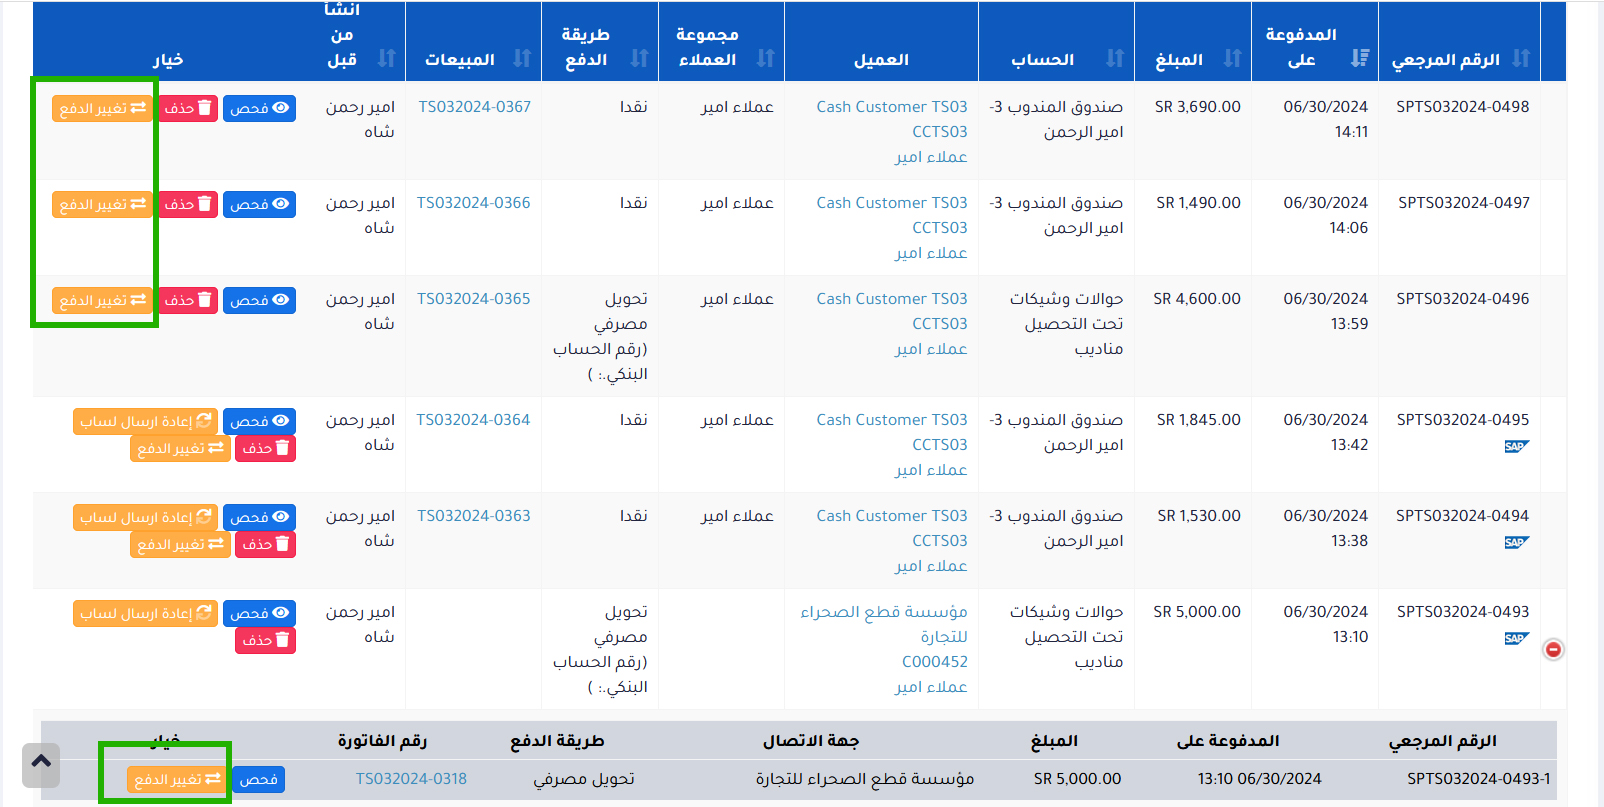 الرقم المرجعي
المدفوعة
على
المبلغ
الحساب
العميل
مجموعة
العملاء
طريقة
الدفع
المبيعات
انشأ
من
قبل
خيار
SPTS032024-0498
06/30/2024
14:11
SR 3,690.00
صندوق المندوب 3-
امير الرحمن
Cash Customer TS03
CCTS03
عملاء امير
عملاء امير
نقدا
TS032024-0367
امير رحمن
شاه
فحص
حذف
تغيير الدفع
SPTS032024-0497
06/30/2024
14:06
SR 1,490.00
صندوق المندوب 3-
امير الرحمن
Cash Customer TS03
CCTS03
عملاء امير
عملاء امير
نقدا
TS032024-0366
امير رحمن
شاه
فحص
حذف
تغيير الدفع
SPTS032024-0496
06/30/2024
13:59
SR 4,600.00
حوالات وشيكات
تحت التحصيل
مناديب
Cash Customer TS03
CCTS03
عملاء امير
عملاء امير
تحويل
مصرفي
(رقم الحساب
البنكي.: )
TS032024-0365
امير رحمن
شاه
فحص
حذف
تغيير الدفع
SPTS032024-0495
SAP
06/30/2024
13:42
SR 1,845.00
صندوق المندوب 3-
امير الرحمن
Cash Customer TS03
CCTS03
عملاء امير
عملاء امير
نقدا
TS032024-0364
امير رحمن
شاه
فحص
إعادة ارسال لساب
حذف
تغيير الدفع
SPTS032024-0494
SAP
06/30/2024
13:38
SR 1,530.00
صندوق المندوب 3-
امير الرحمن
Cash Customer TS03
CCTS03
عملاء امير
عملاء امير
نقدا
TS032024-0363
امير رحمن
شاه
فحص
إعادة ارسال لساب
حذف
تغيير الدفع
SPTS032024-0493
SAP
06/30/2024
13:10
SR 5,000.00
حوالات وشيكات
تحت التحصيل
مناديب
مؤسسة قطع الصحراء
للتجارة
C000452
عملاء امير
تحويل
مصرفي
(رقم الحساب
البنكي.: )
امير رحمن
شاه
فحص
إعادة ارسال لساب
حذف
الرقم المرجعي
المدفوعة على
المبلغ
جهة الاتصال
طريقة الدفع
رقم الفاتورة
خيار
SPTS032024-0493-1
06/30/2024 13:10
SR 5,000.00
مؤسسة قطع الصحراء للتجارة
تحويل مصرفي
TS032024-0318
فحص
تغيير الدفع